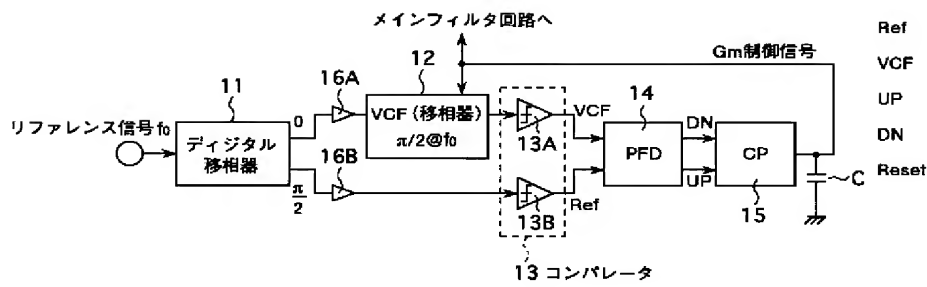 メインフィルタ回路へ
Gm制御信号
Ref
VCF
UP
DN
Reset
11
16A
12
14
リファレンス信号f₀
ディジタル
移相器
0
π/2
16B
VCF(移相器)
π/2@f₀
VCF
13A
Ref
13B
PFD
DN
UP
CP
15
C
13 コンパレータ